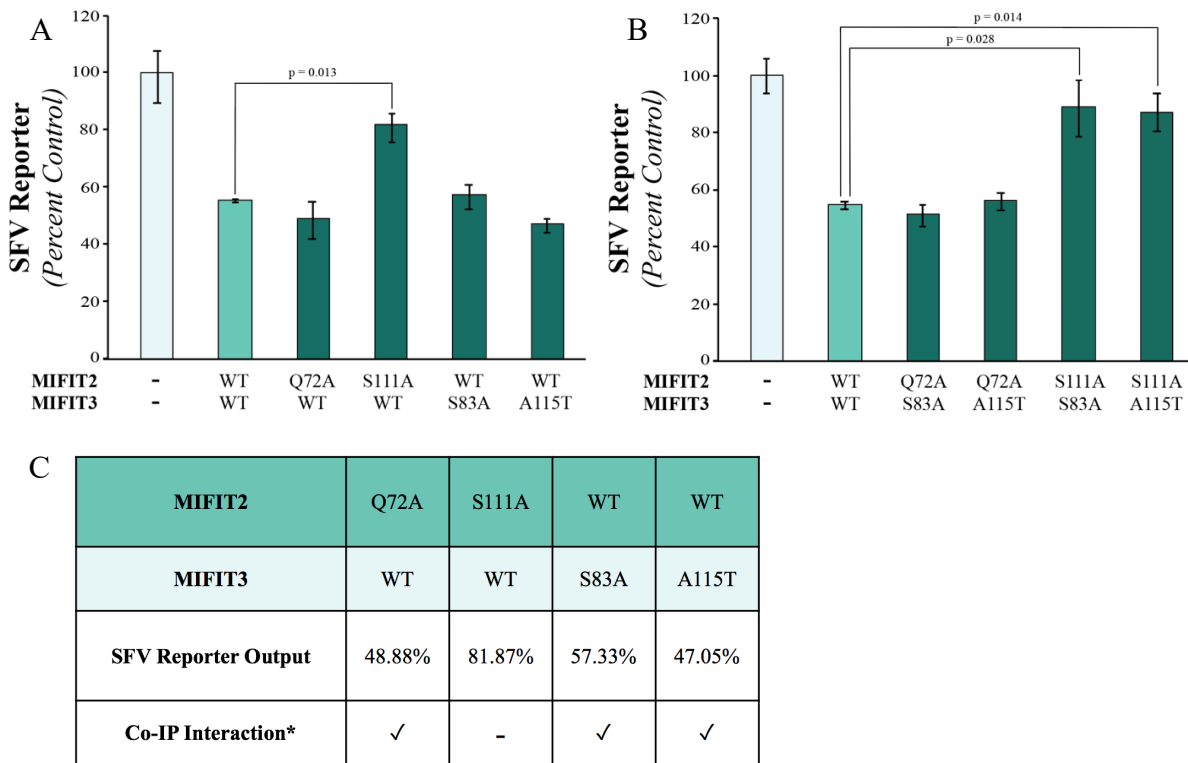 A
SFV Reporter
(Percent Control)
120
100
80
60
40
20
0
p = 0.013
MIFIT2 - WT Q72A S111A WT WT
MIFIT3 - WT WT WT S83A A115T
B
SFV Reporter
(Percent Control)
120
100
80
60
40
20
0
p = 0.014
p = 0.028
MIFIT2 - WT Q72A Q72A S111A S111A
MIFIT3 - WT S83A A115T S83A A115T
C
MIFIT2 Q72A S111A WT WT
MIFIT3 WT WT S83A A115T
SFV Reporter Output 48.88% 81.87% 57.33% 47.05%
Co-IP Interaction* ✓ - ✓ ✓